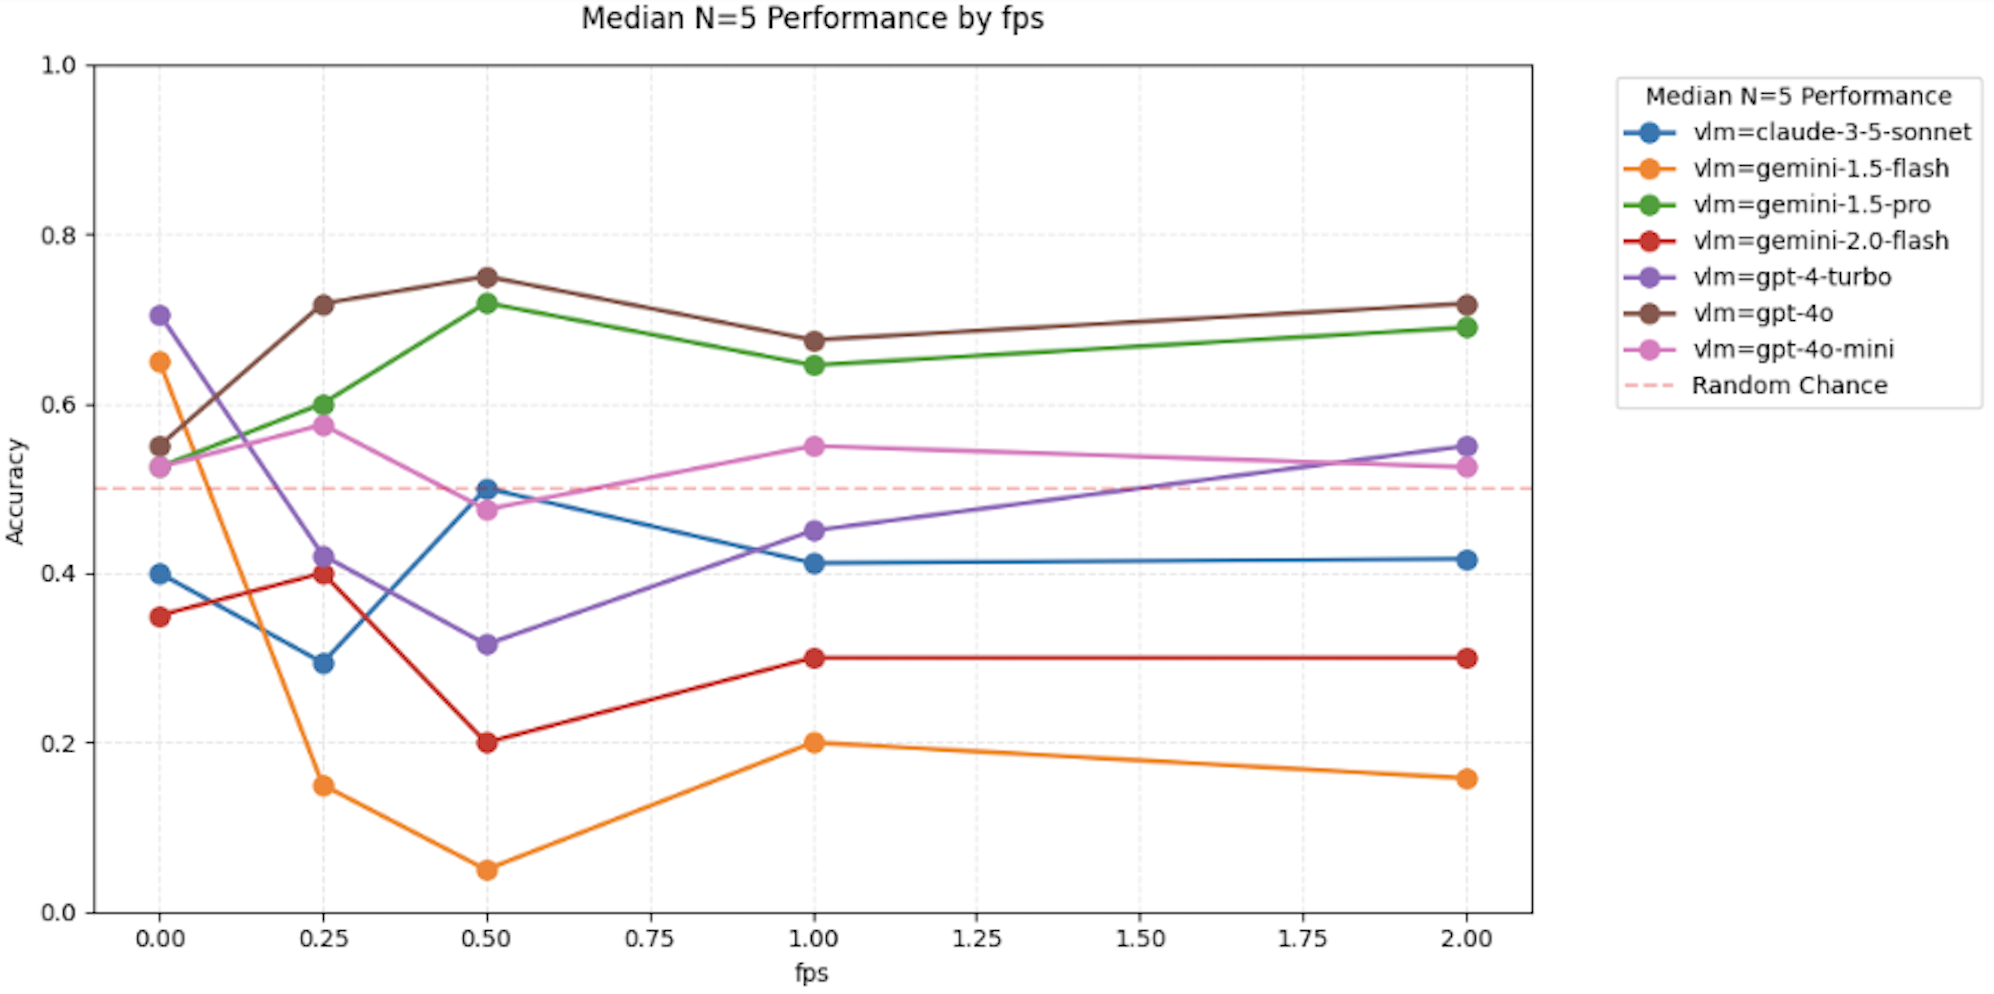 Median N=5 Performance by fps
1.0
0.8
0.6
0.4
0.2
0.0
Accuracy
0.00 0.25 0.50 0.75 1.00 1.25 1.50 1.75 2.00
fps
Median N=5 Performance
vlm=claude-3-5-sonnet
vlm=gemini-1.5-flash
vlm=gemini-1.5-pro
vlm=gemini-2.0-flash
vlm=gpt-4-turbo
vlm=gpt-4o
vlm=gpt-4o-mini
Random Chance